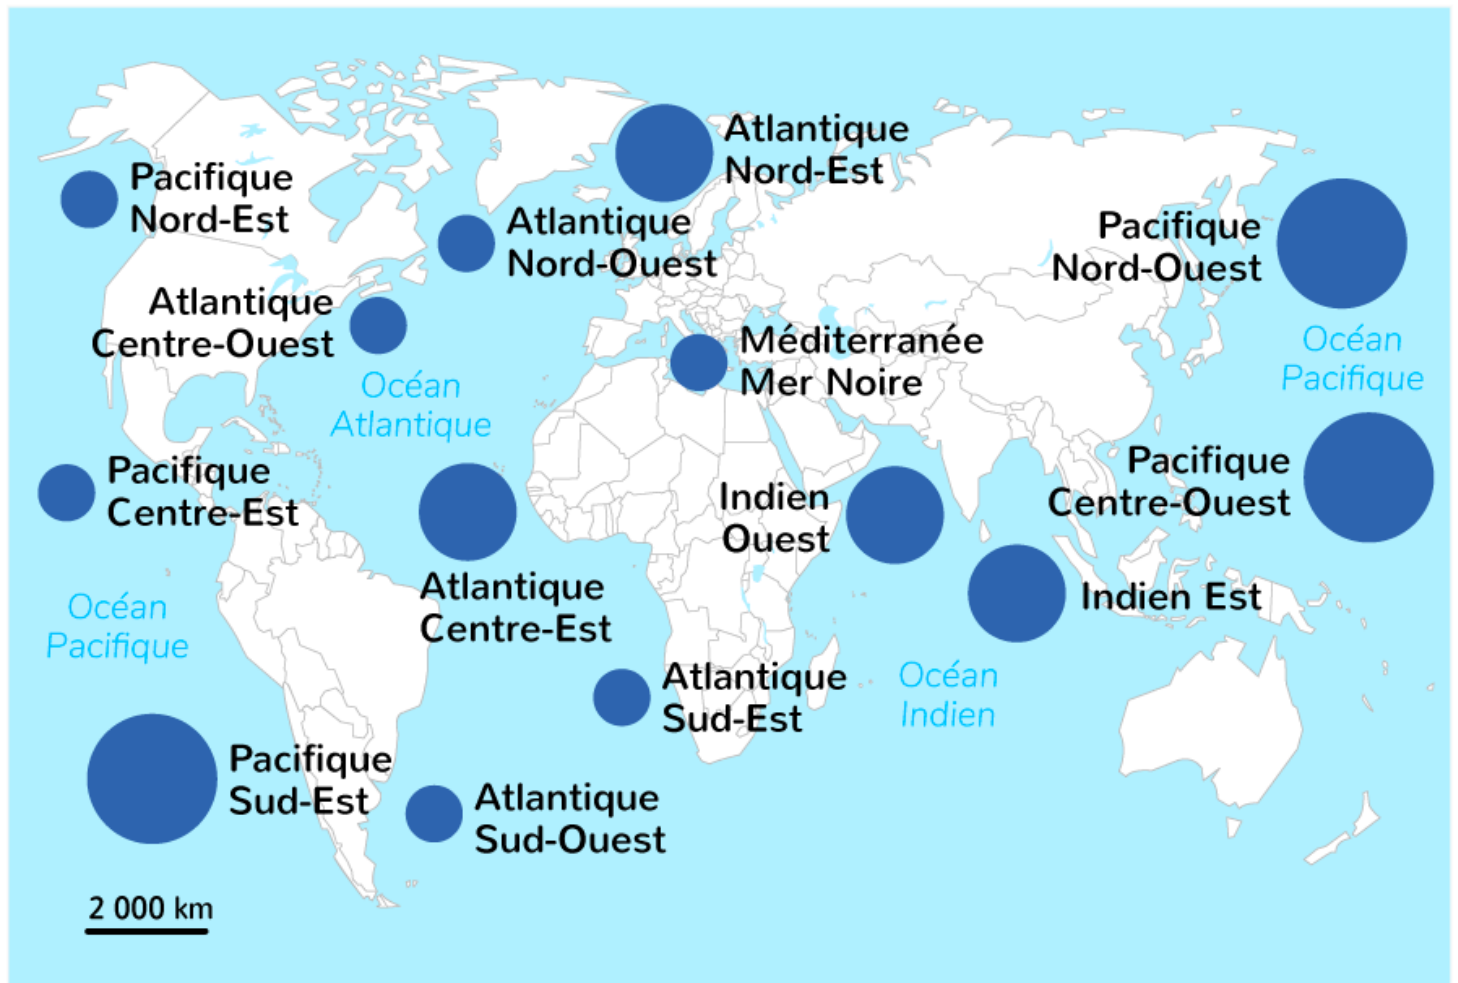 Atlantique
Nord-Est
Pacifique
Nord-Est
Atlantique
Nord-Ouest
Pacifique
Nord-Ouest
Atlantique
Centre-Ouest
Océan
Atlantique
Méditerranée
Mer Noire
Océan
Pacifique
Pacifique
Centre-Est
Indien
Ouest
Pacifique
Centre-Ouest
Atlantique
Centre-Est
Indien Est
Océan
Pacifique
Atlantique
Sud-Est
Océan
Indien
Pacifique
Sud-Est
Atlantique
Sud-Ouest
2 000 km